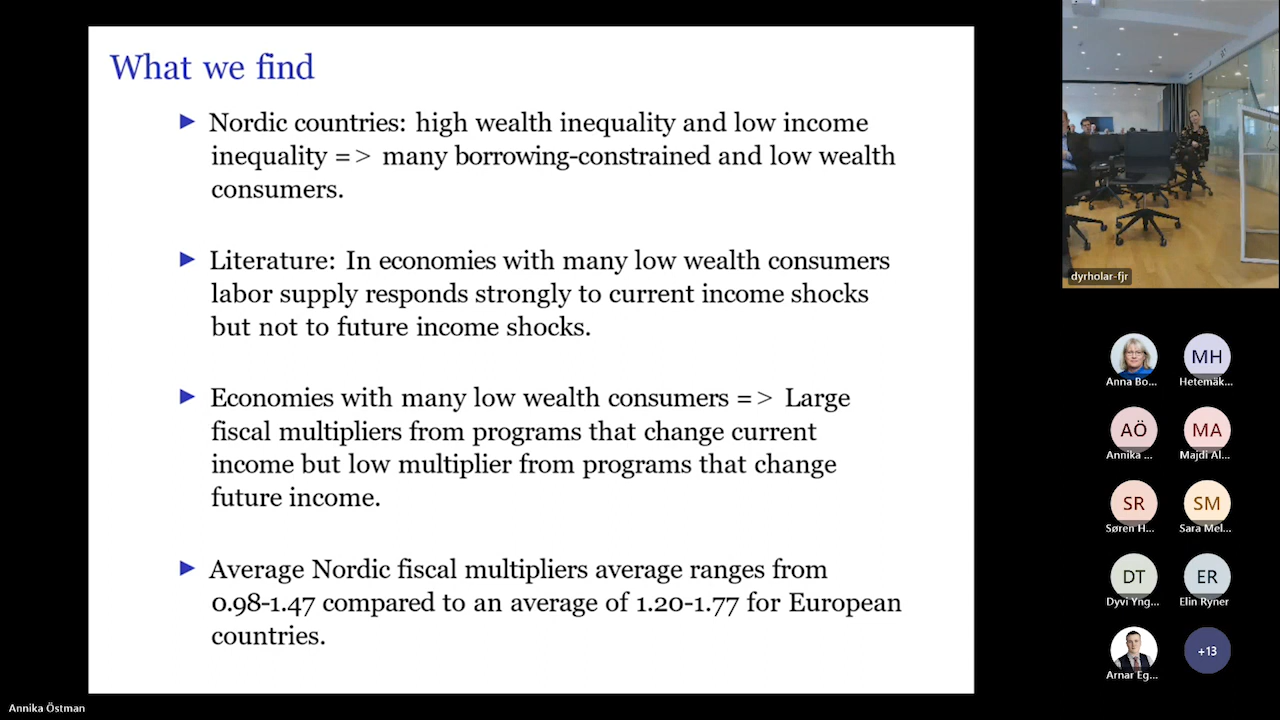 What we find
Nordic countries: high wealth inequality and low income
inequality => many borrowing-constrained and low wealth
consumers.
Literature: In economies with many low wealth consumers
labor supply responds strongly to current income shocks
but not to future income shocks.
Economies with many low wealth consumers => Large
fiscal multipliers from programs that change current
income but low multiplier from programs that change
future income.
Average Nordic fiscal multipliers average ranges from
0.98-1.47 compared to an average of 1.20-1.77 for European
countries.
dyrholar-fjr
MH
Anna Bo...
Hetemäk...
AÖ
MA
Annika ...
Majdi Al...
SR
SM
Søren H...
Sara Mel...
DT
ER
Dyvi Yng...
Elin Ryner
+13
Arnar Eg...
Annika Östman